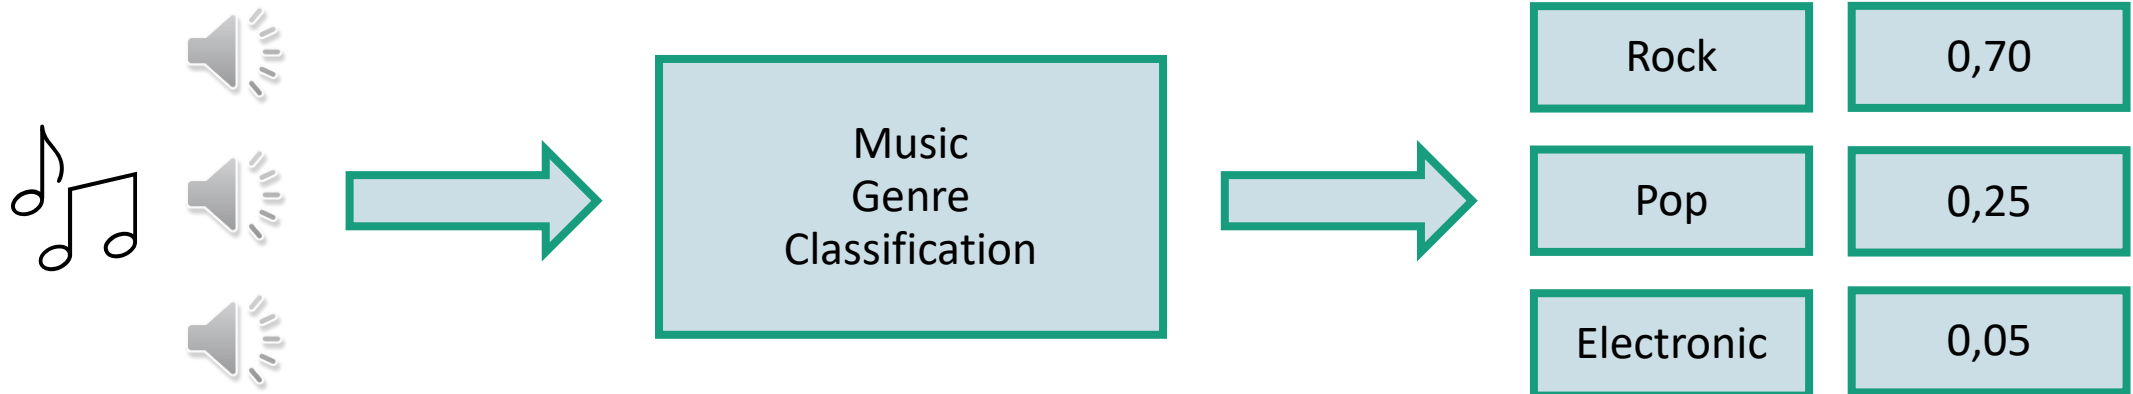 Music
Genre
Classification
Rock 0,70
Pop 0,25
Electronic 0,05